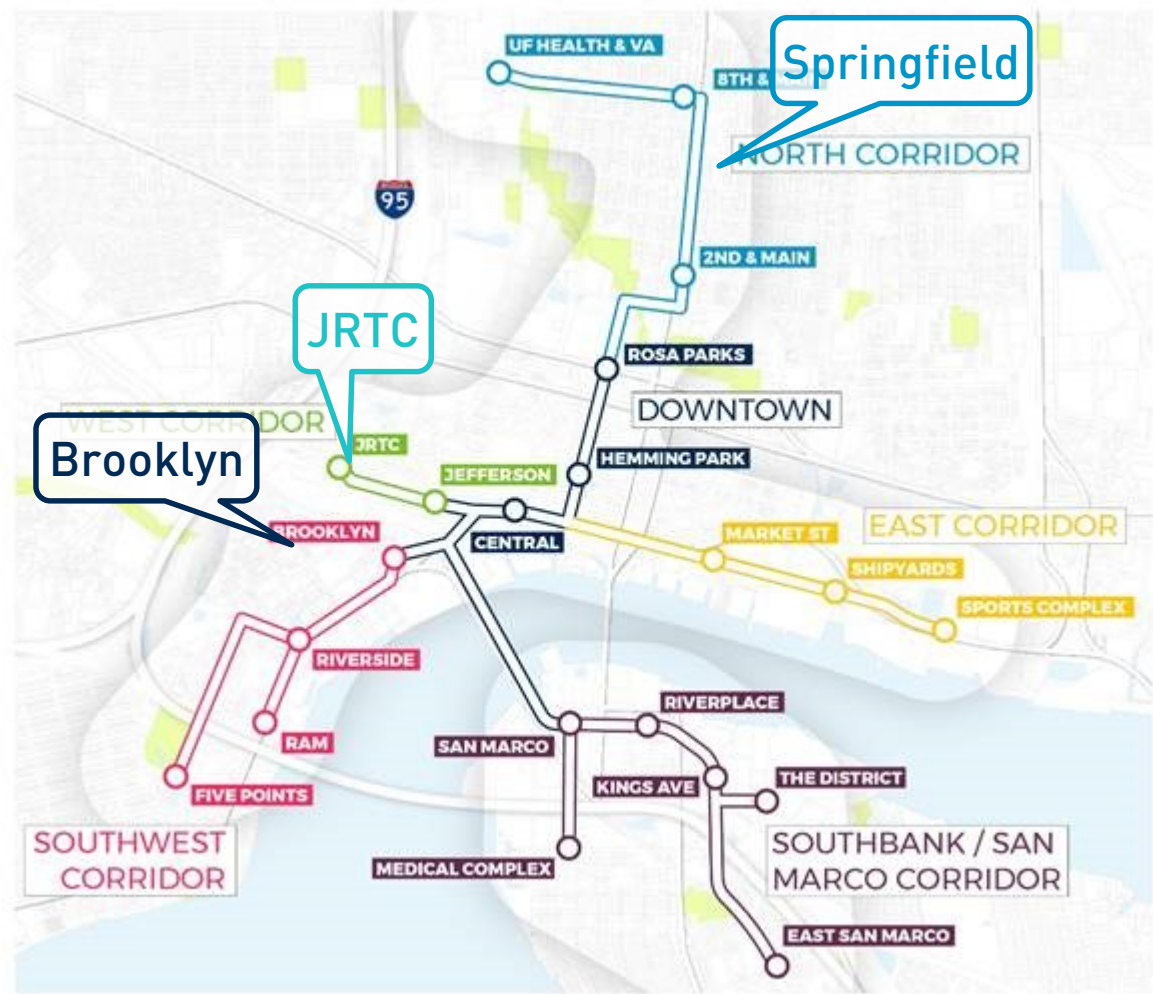 UF HEALTH & VA
8TH &
Springfield
NORTH CORRIDOR
95
2ND & MAIN
JRTC
ROSA PARKS
DOWNTOWN
WEST CORRIDOR
Brooklyn
JRTC
JEFFERSON
HEMMING PARK
BROOKLYN
CENTRAL
MARKET ST
EAST CORRIDOR
SHIPYARDS
SPORTS COMPLEX
RIVERSIDE
RAM
FIVE POINTS
SAN MARCO
RIVERPLACE
KINGS AVE
THE DISTRICT
SOUTHWEST
CORRIDOR
MEDICAL COMPLEX
SOUTHBANK / SAN
MARCO CORRIDOR
EAST SAN MARCO